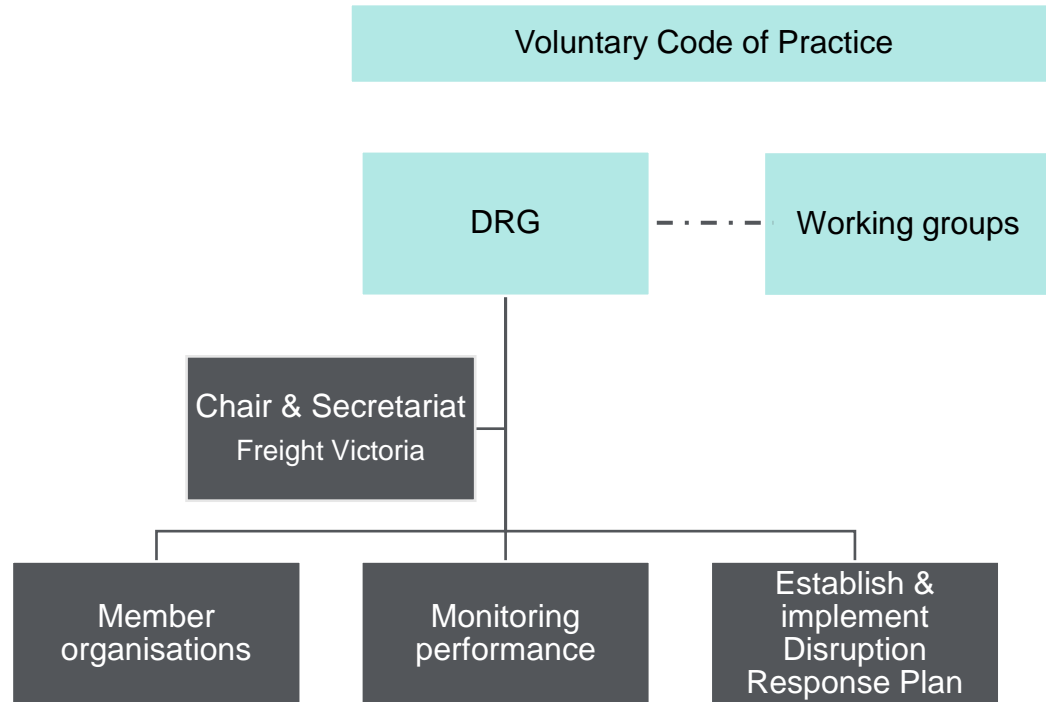 Voluntary Code of Practice
DRG
Working groups
Chair & Secretariat
Freight Victoria
Member
organisations
Monitoring
performance
Establish &
implement
Disruption
Response Plan